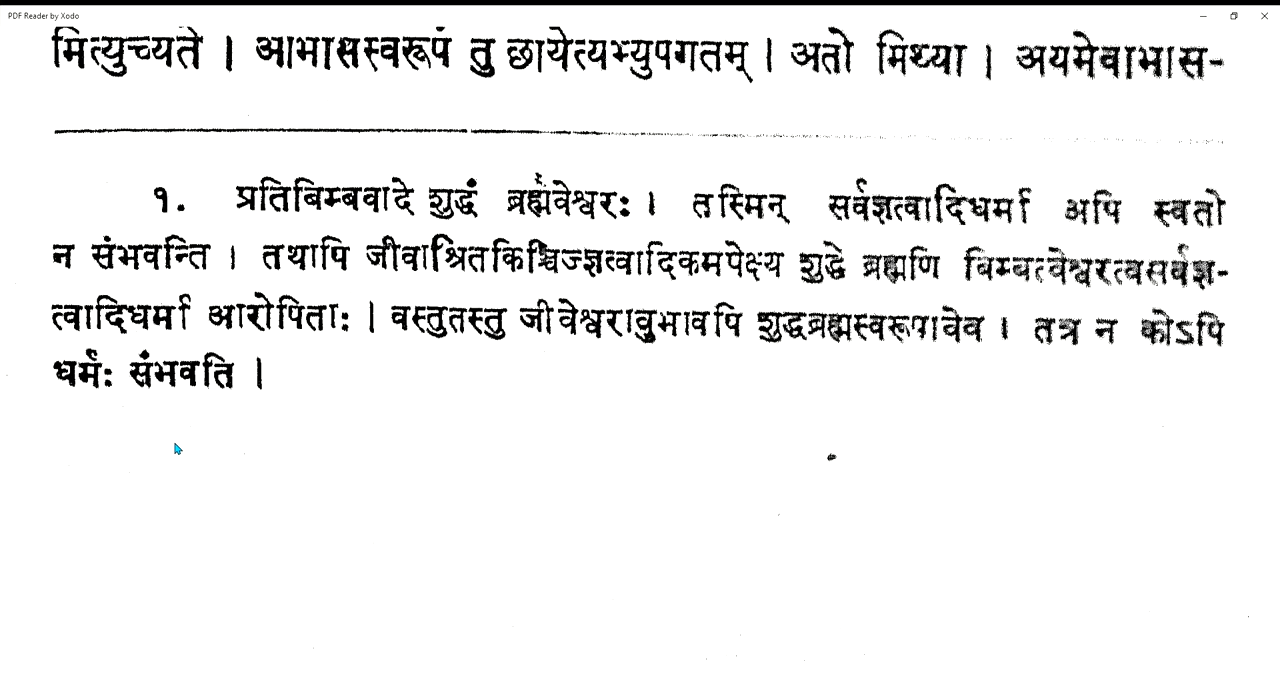 PDF Reader by Xodo
मित्युच्यते । आभासस्वरूपं तु छायेत्यभ्युपगतम् । अतो मिथ्या । अयमेवाभास-
१. प्रतिबिम्बवादे शुद्धं ब्रह्मैवेश्वरः । तस्मिन् सर्वज्ञत्वादिधर्मा अपि स्वतो
न संभवन्ति । तथापि जीवाश्रितकिञ्चिज्ज्ञत्वादिकमपेक्ष्य शुद्धे ब्रह्मणि बिम्बत्वेश्वरत्वसर्वज्ञ-
त्वादिधर्मा आरोपिताः । वस्तुतस्तु जीवेश्वरावुभावपि शुद्धब्रह्मस्वरूपावेव । तत्र न कोऽपि
धर्मः संभवति ।